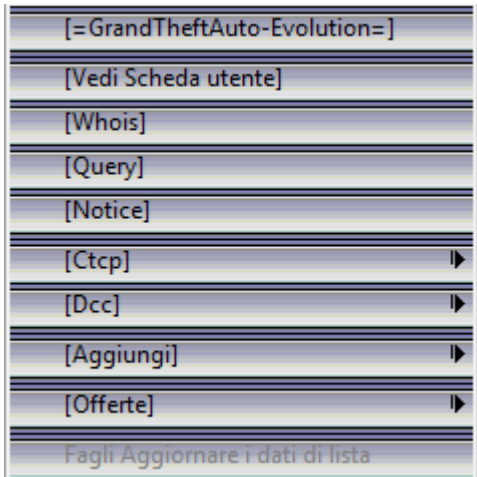 [=GrandTheftAuto-Evolution=]
[Vedi Scheda utente]
[Whois]
[Query]
[Notice]
[Ctcp]
[Dcc]
[Aggiungi]
[Offerte]
Fagli Aggiornare i dati di lista